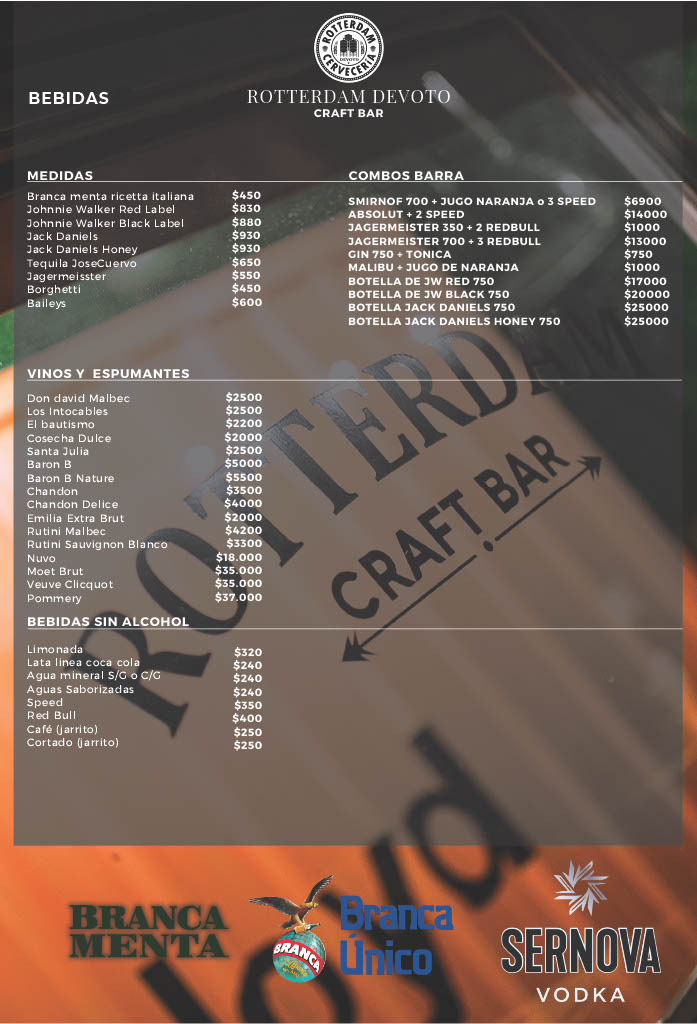 ROTTERDAM
DEVOTO
CERVECERIA
BEBIDAS
ROTTERDAM DEVOTO
CRAFT BAR
MEDIDAS
Branca menta ricetta italiana $450
Johnnie Walker Red Label $830
Johnnie Walker Black Label $880
Jack Daniels $930
Jack Daniels Honey $930
Tequila JoseCuervo $650
Jagermeisster $550
Borghetti $450
Baileys $600
COMBOS BARRA
SMIRNOF 700 + JUGO NARANJA o 3 SPEED $6900
ABSOLUT + 2 SPEED $14000
JAGERMEISTER 350 + 2 REDBULL $1000
JAGERMEISTER 700 + 3 REDBULL $13000
GIN 750 + TONICA $750
MALIBU + JUGO DE NARANJA $1000
BOTELLA DE JW RED 750 $17000
BOTELLA DE JW BLACK 750 $20000
BOTELLA JACK DANIELS 750 $25000
BOTELLA JACK DANIELS HONEY 750 $25000
VINOS Y ESPUMANTES
Don david Malbec $2500
Los Intocables $2500
El bautismo $2200
Cosecha Dulce $2000
Santa Julia $2500
Baron B $5000
Baron B Nature $5500
Chandon $3500
Chandon Delice $4000
Emilia Extra Brut $2000
Rutini Malbec $4200
Rutini Sauvignon Blanco $3300
Nuvo $18.000
Moet Brut $35.000
Veuve Clicquot $35.000
Pommery $37.000
BEBIDAS SIN ALCOHOL
Limonada $320
Lata linea coca cola $240
Agua mineral S/G o C/G $240
Aguas Saborizadas $240
Speed $350
Red Bull $400
Café (jarrito) $250
Cortado (jarrito) $250
ROTTERDAM
CRAFT BAR
loyd
BRANCA
MENTA
BRANCA
Branca
Único
SERNOVA
VODKA